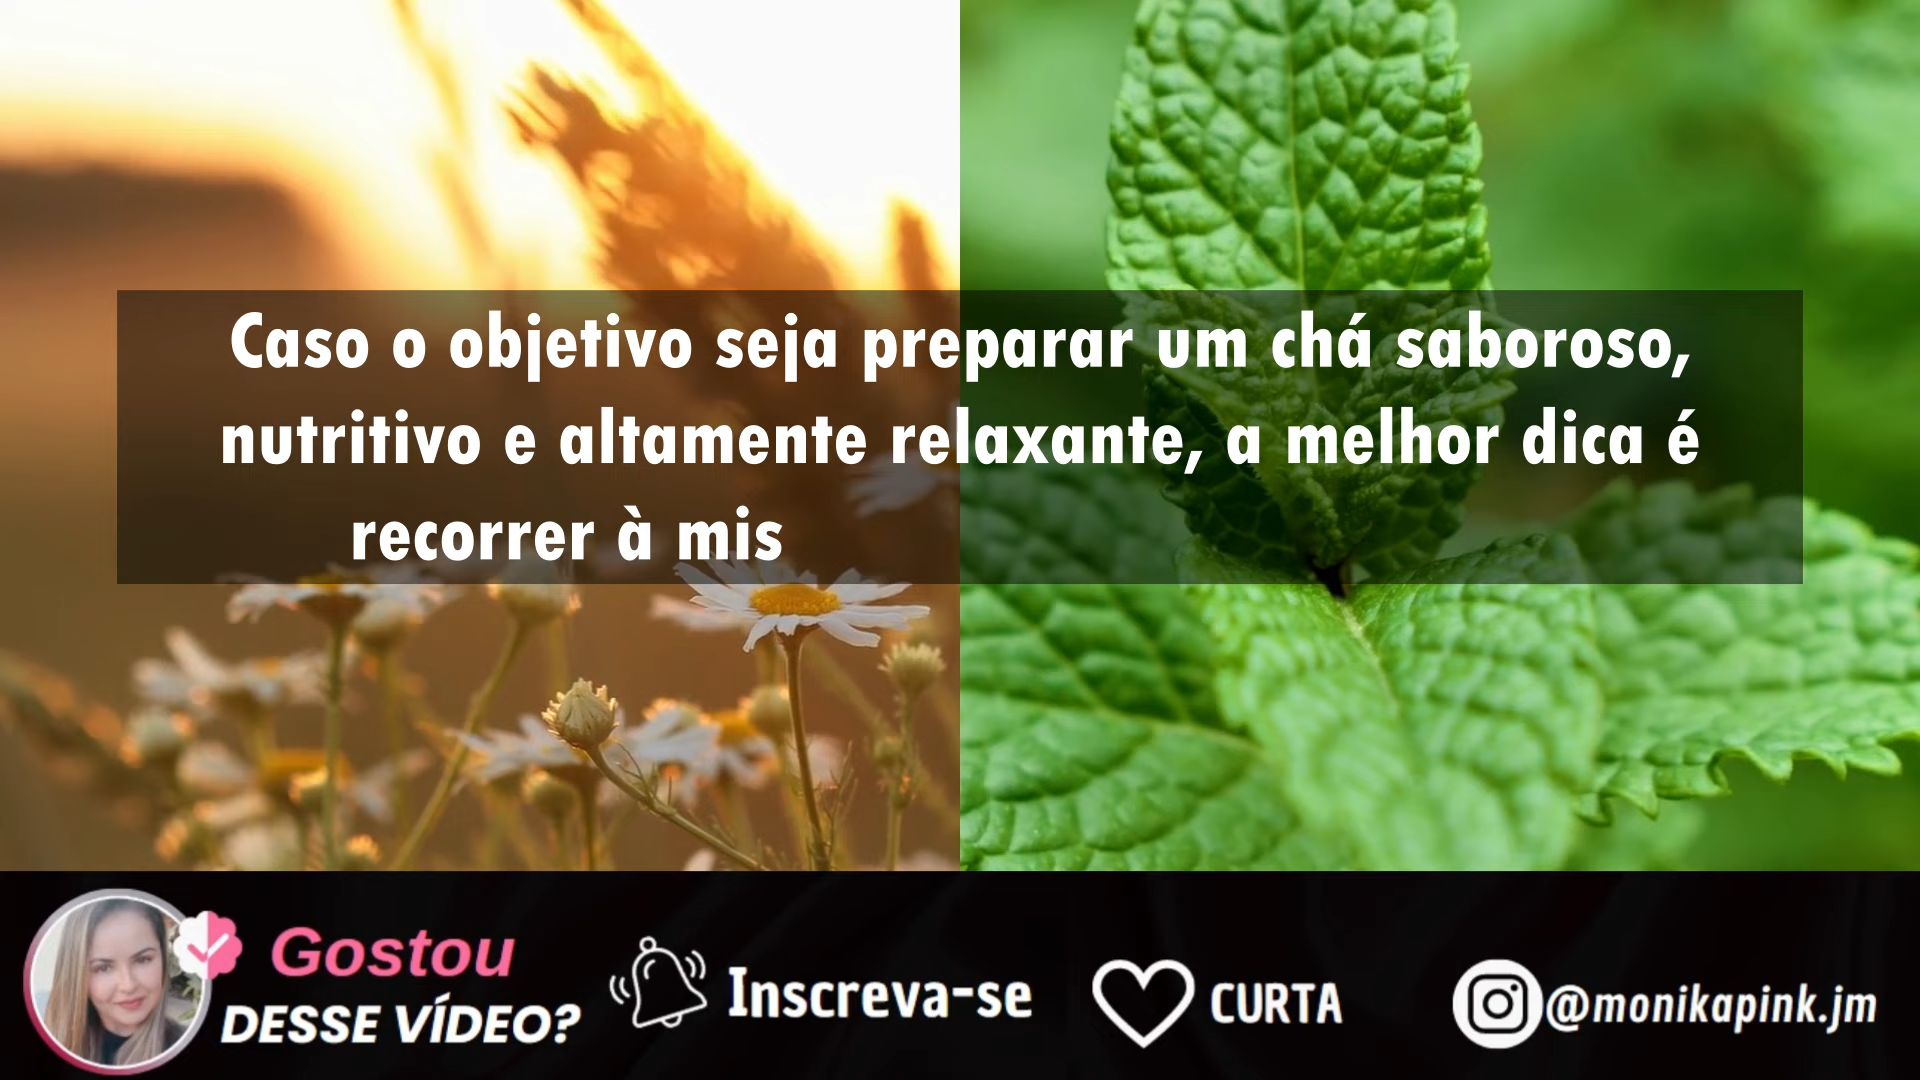 Caso o objetivo seja preparar um chá saboroso,
nutritivo e altamente relaxante, a melhor dica é
recorrer à mis
Gostou
DESSE VÍDEO?
Inscreva-se
CURTA
@monikapink.jm